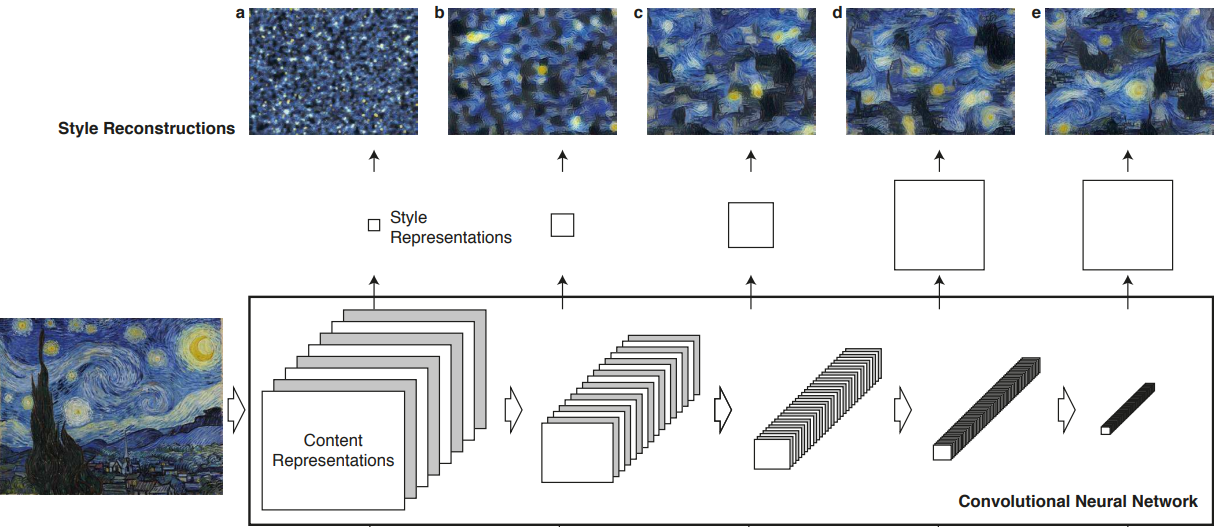 a
b
c
d
e
Style Reconstructions
Style
Representations
Content
Representations
Convolutional Neural Network